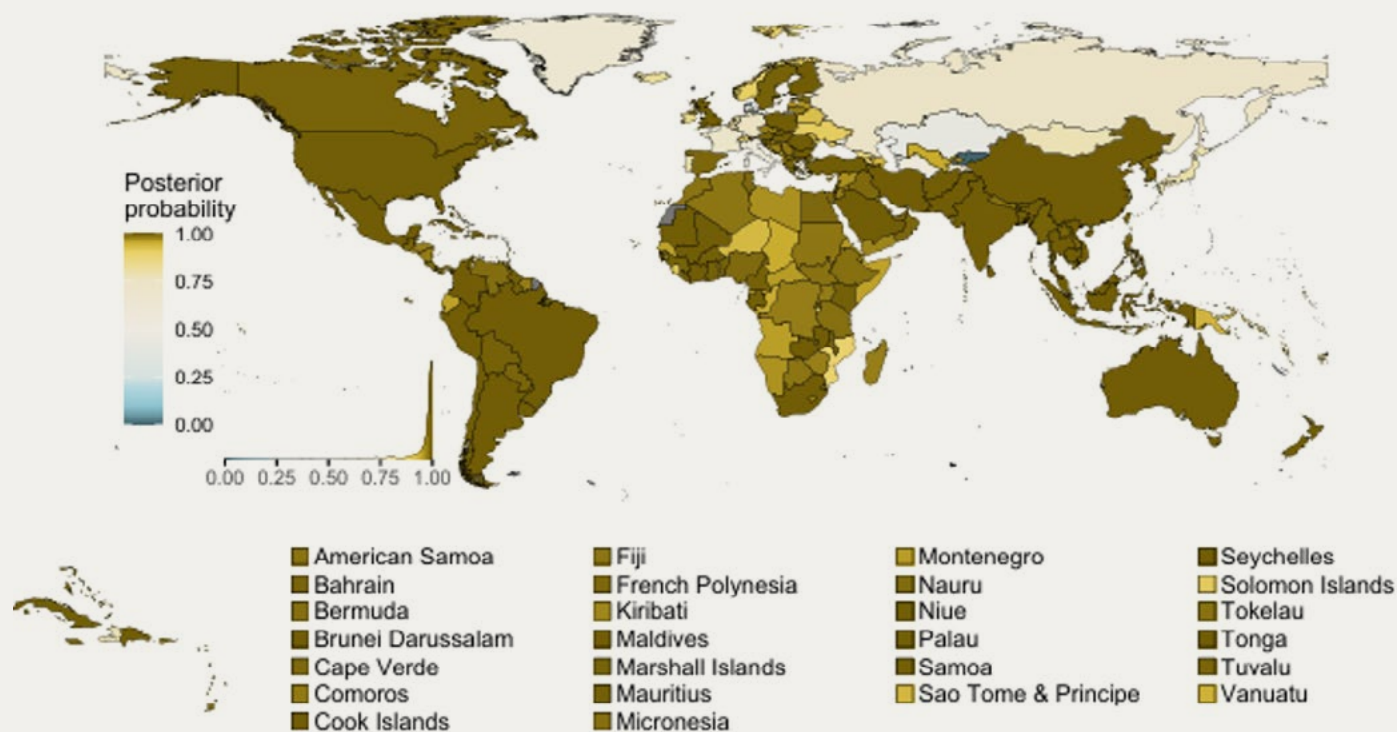 Posterior
probability
1.00
0.75
0.50
0.25
0.00
0.00 0.25 0.50 0.75 1.00
American Samoa
Bahrain
Bermuda
Brunei Darussalam
Cape Verde
Comoros
Cook Islands
Fiji
French Polynesia
Kiribati
Maldives
Marshall Islands
Mauritius
Micronesia
Montenegro
Nauru
Niue
Palau
Samoa
Sao Tome & Principe
Seychelles
Solomon Islands
Tokelau
Tonga
Tuvalu
Vanuatu